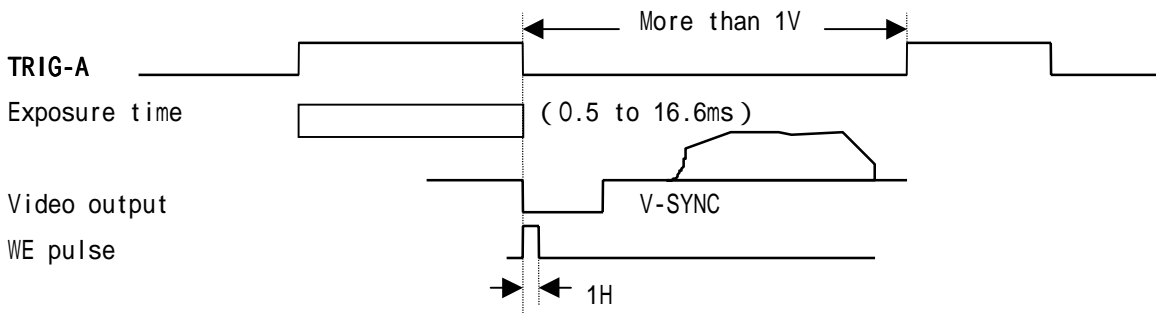 More than 1V
TRIG-A
Exposure time
(0.5 to 16.6ms)
Video output
V-SYNC
WE pulse
1H